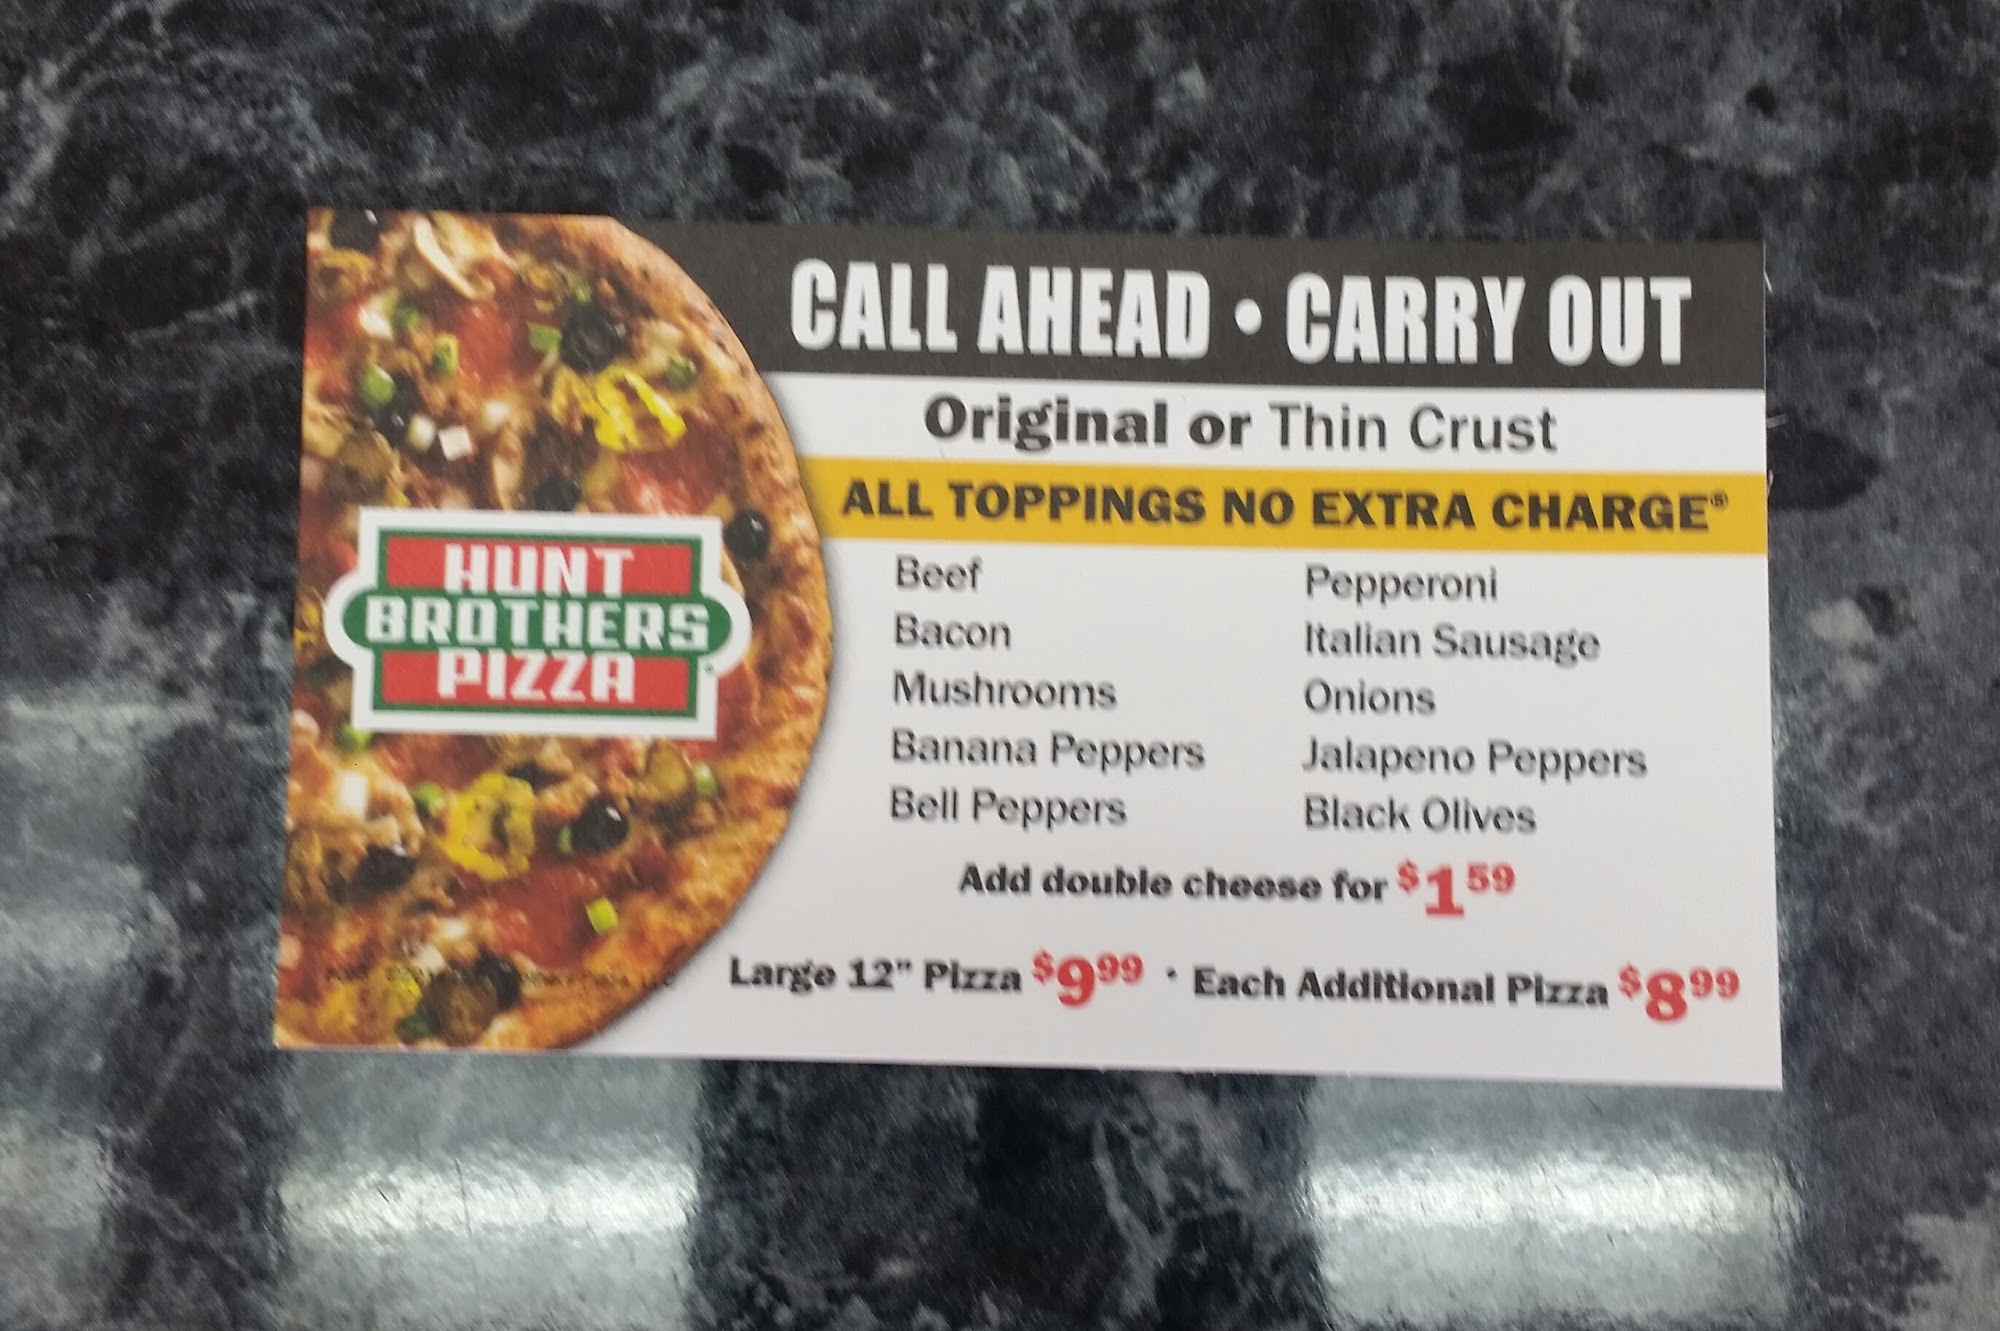 CALL AHEAD • CARRY OUT
Original or Thin Crust
ALL TOPPINGS NO EXTRA CHARGE®
HUNT
BROTHERS
PIZZA
Beef
Bacon
Mushrooms
Banana Peppers
Bell Peppers
Pepperoni
Italian Sausage
Onions
Jalapeno Peppers
Black Olives
Add double cheese for $1 59
Large 12" Pizza $9 99 • Each Additional Pizza $8 99